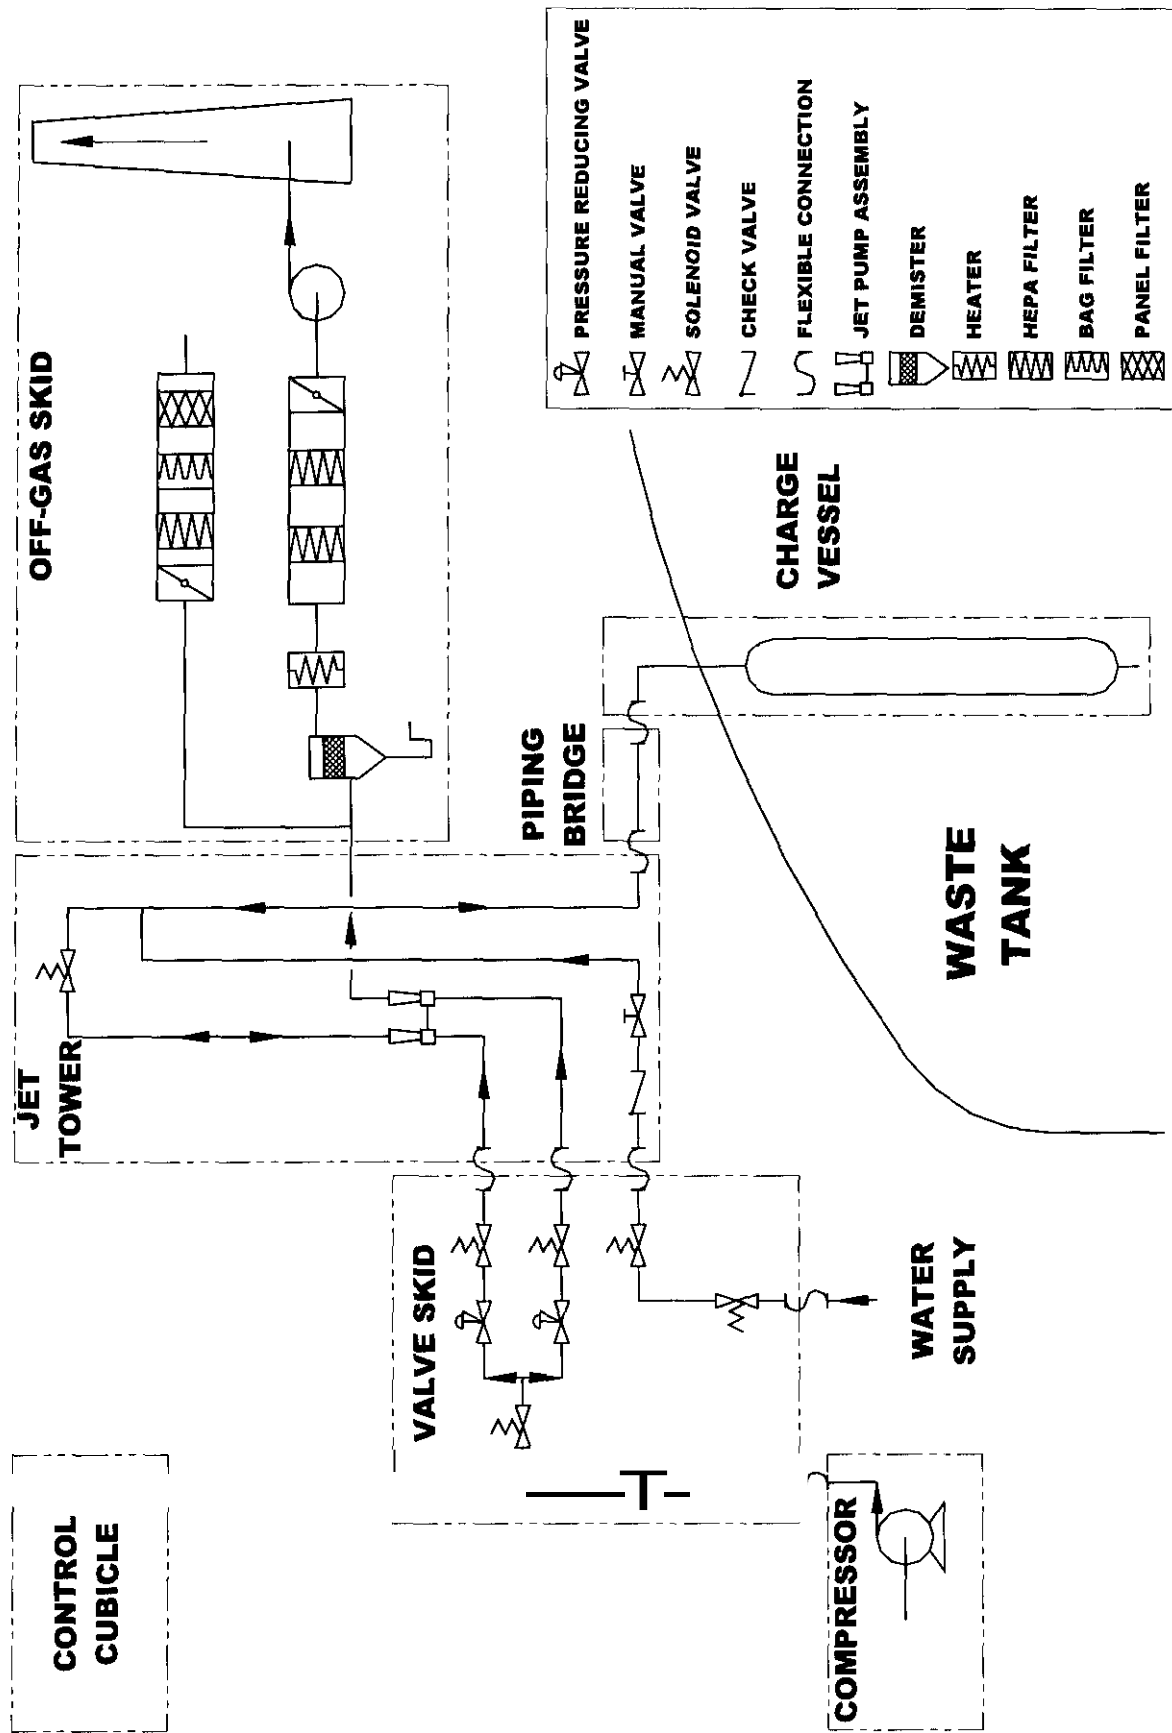 CONTROL
CUBICLE
JET
TOWER
OFF-GAS SKID
VALVE SKID
PIPING
BRIDGE
COMPRESSOR
WATER
SUPPLY
WASTE
TANK
CHARGE
VESSEL
PRESSURE REDUCING VALVE
MANUAL VALVE
SOLENOID VALVE
CHECK VALVE
FLEXIBLE CONNECTION
JET PUMP ASSEMBLY
DEMISTER
HEATER
HEPA FILTER
BAG FILTER
PANEL FILTER